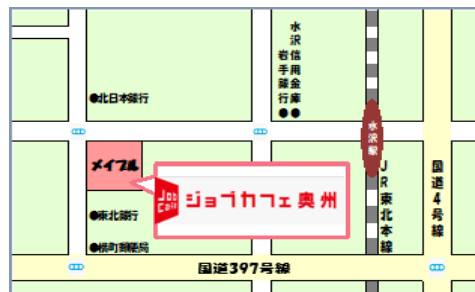 水沢信用金庫●
岩手銀行●
●北日本銀行
水沢駅
メイプル
Job Café
ジョブカフェ奥州
JR東北本線
国道4号線
●東北銀行
●横町郵便局
国道397号線